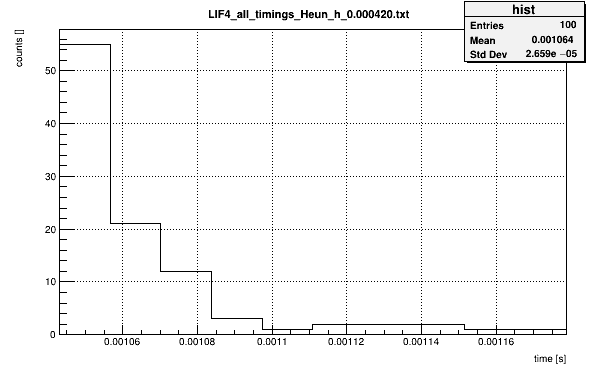 LIF4_all_timings_Heun_h_0.000420.txt
hist
Entries 100
Mean 0.001064
Std Dev 2.659e −05
counts []
50
40
30
20
10
0
0.00106 0.00108 0.0011 0.00112 0.00114 0.00116
time [s]